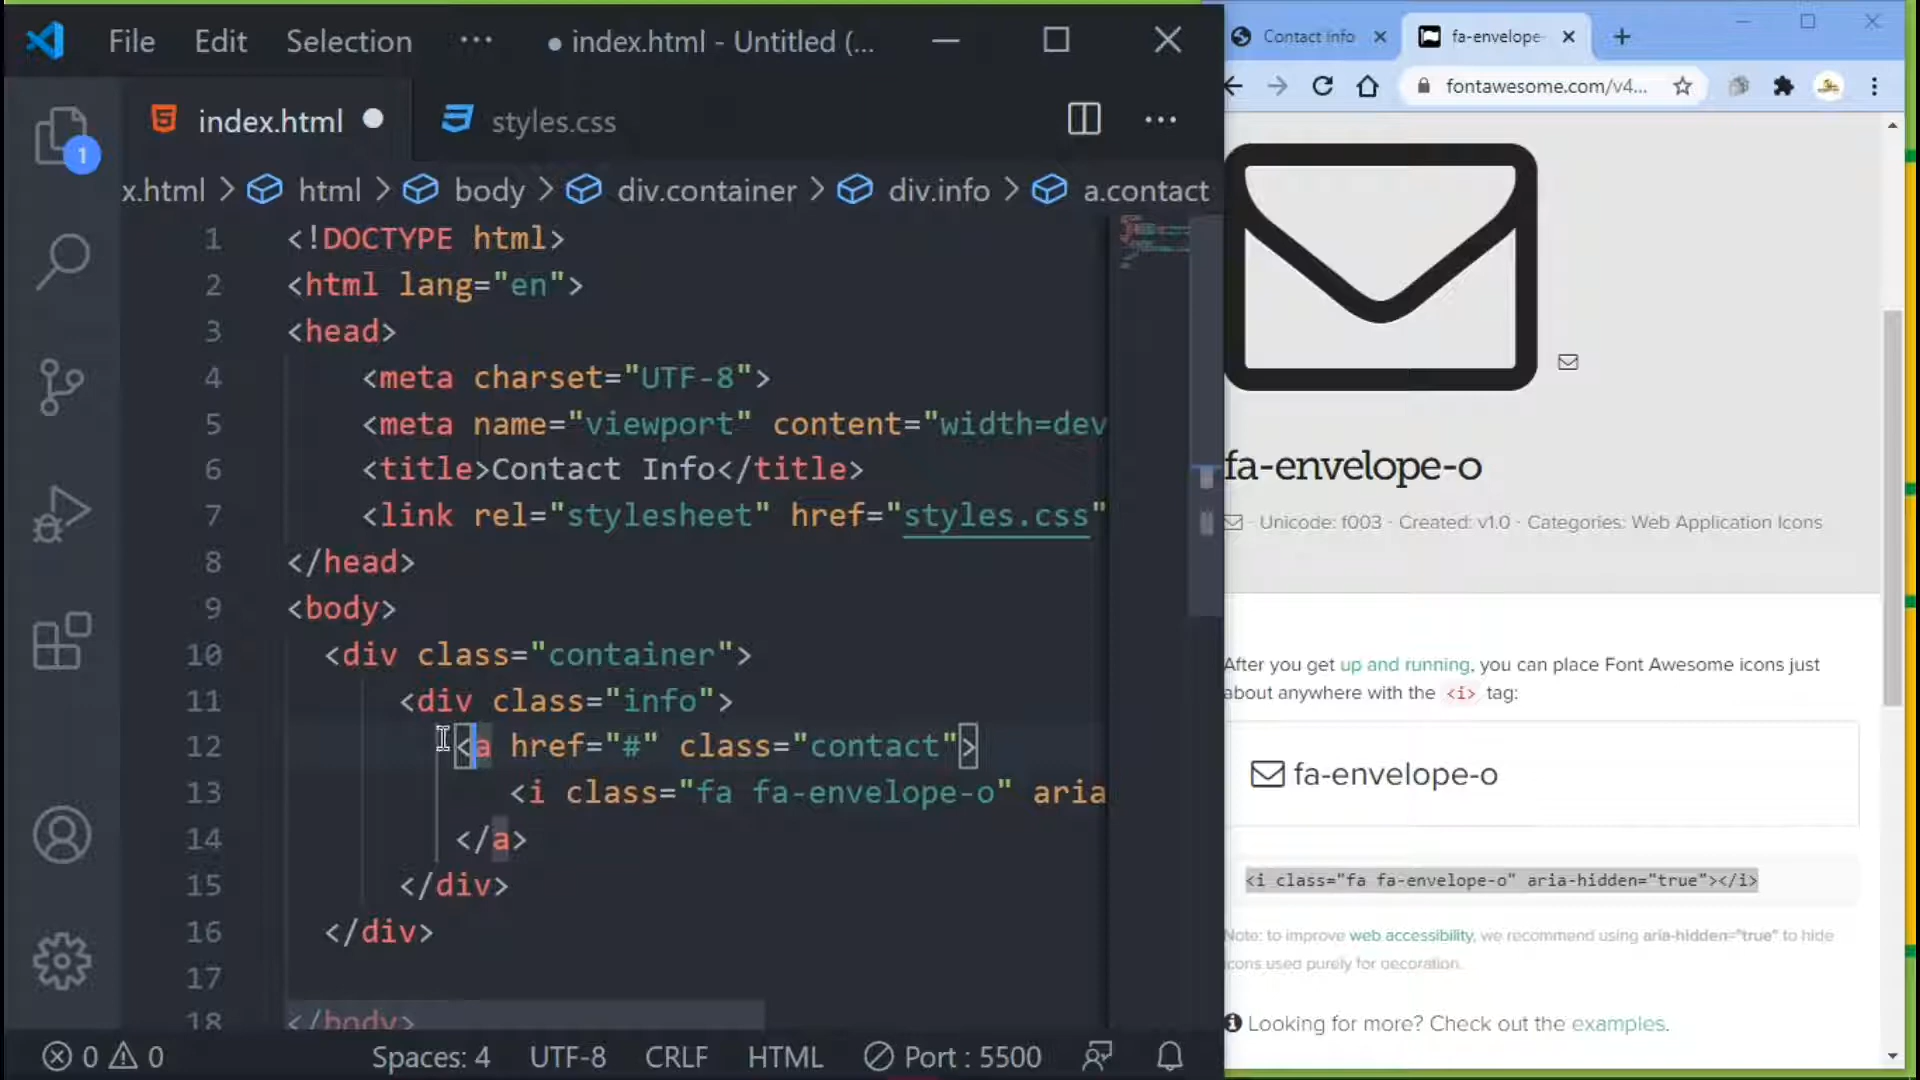 File Edit Selection ··· ● index.html - Untitled (...
index.html styles.css ···
1
x.html > html > body > div.container > div.info > a.contact
1 <!DOCTYPE html>
2 <html lang="en">
3 <head>
4 <meta charset="UTF-8">
5 <meta name="viewport" content="width=dev
6 <title>Contact Info</title>
7 <link rel="stylesheet" href="styles.css"
8 </head>
9 <body>
10 <div class="container">
11 <div class="info">
12 <a href="#" class="contact">
13 <i class="fa fa-envelope-o" aria
14 </a>
15 </div>
16 </div>
17
18 </body>
0 0 Spaces: 4 UTF-8 CRLF HTML Port : 5500
Contact Info fa-envelope-
fontawesome.com/v4...
fa-envelope-o
· Unicode: f003 · Created: v1.0 · Categories: Web Application Icons
After you get up and running, you can place Font Awesome icons just
about anywhere with the <i> tag:
fa-envelope-o
<i class="fa fa-envelope-o" aria-hidden="true"></i>
Note: to improve web accessibility, we recommend using aria-hidden="true" to hide
icons used purely for decoration.
Looking for more? Check out the examples.